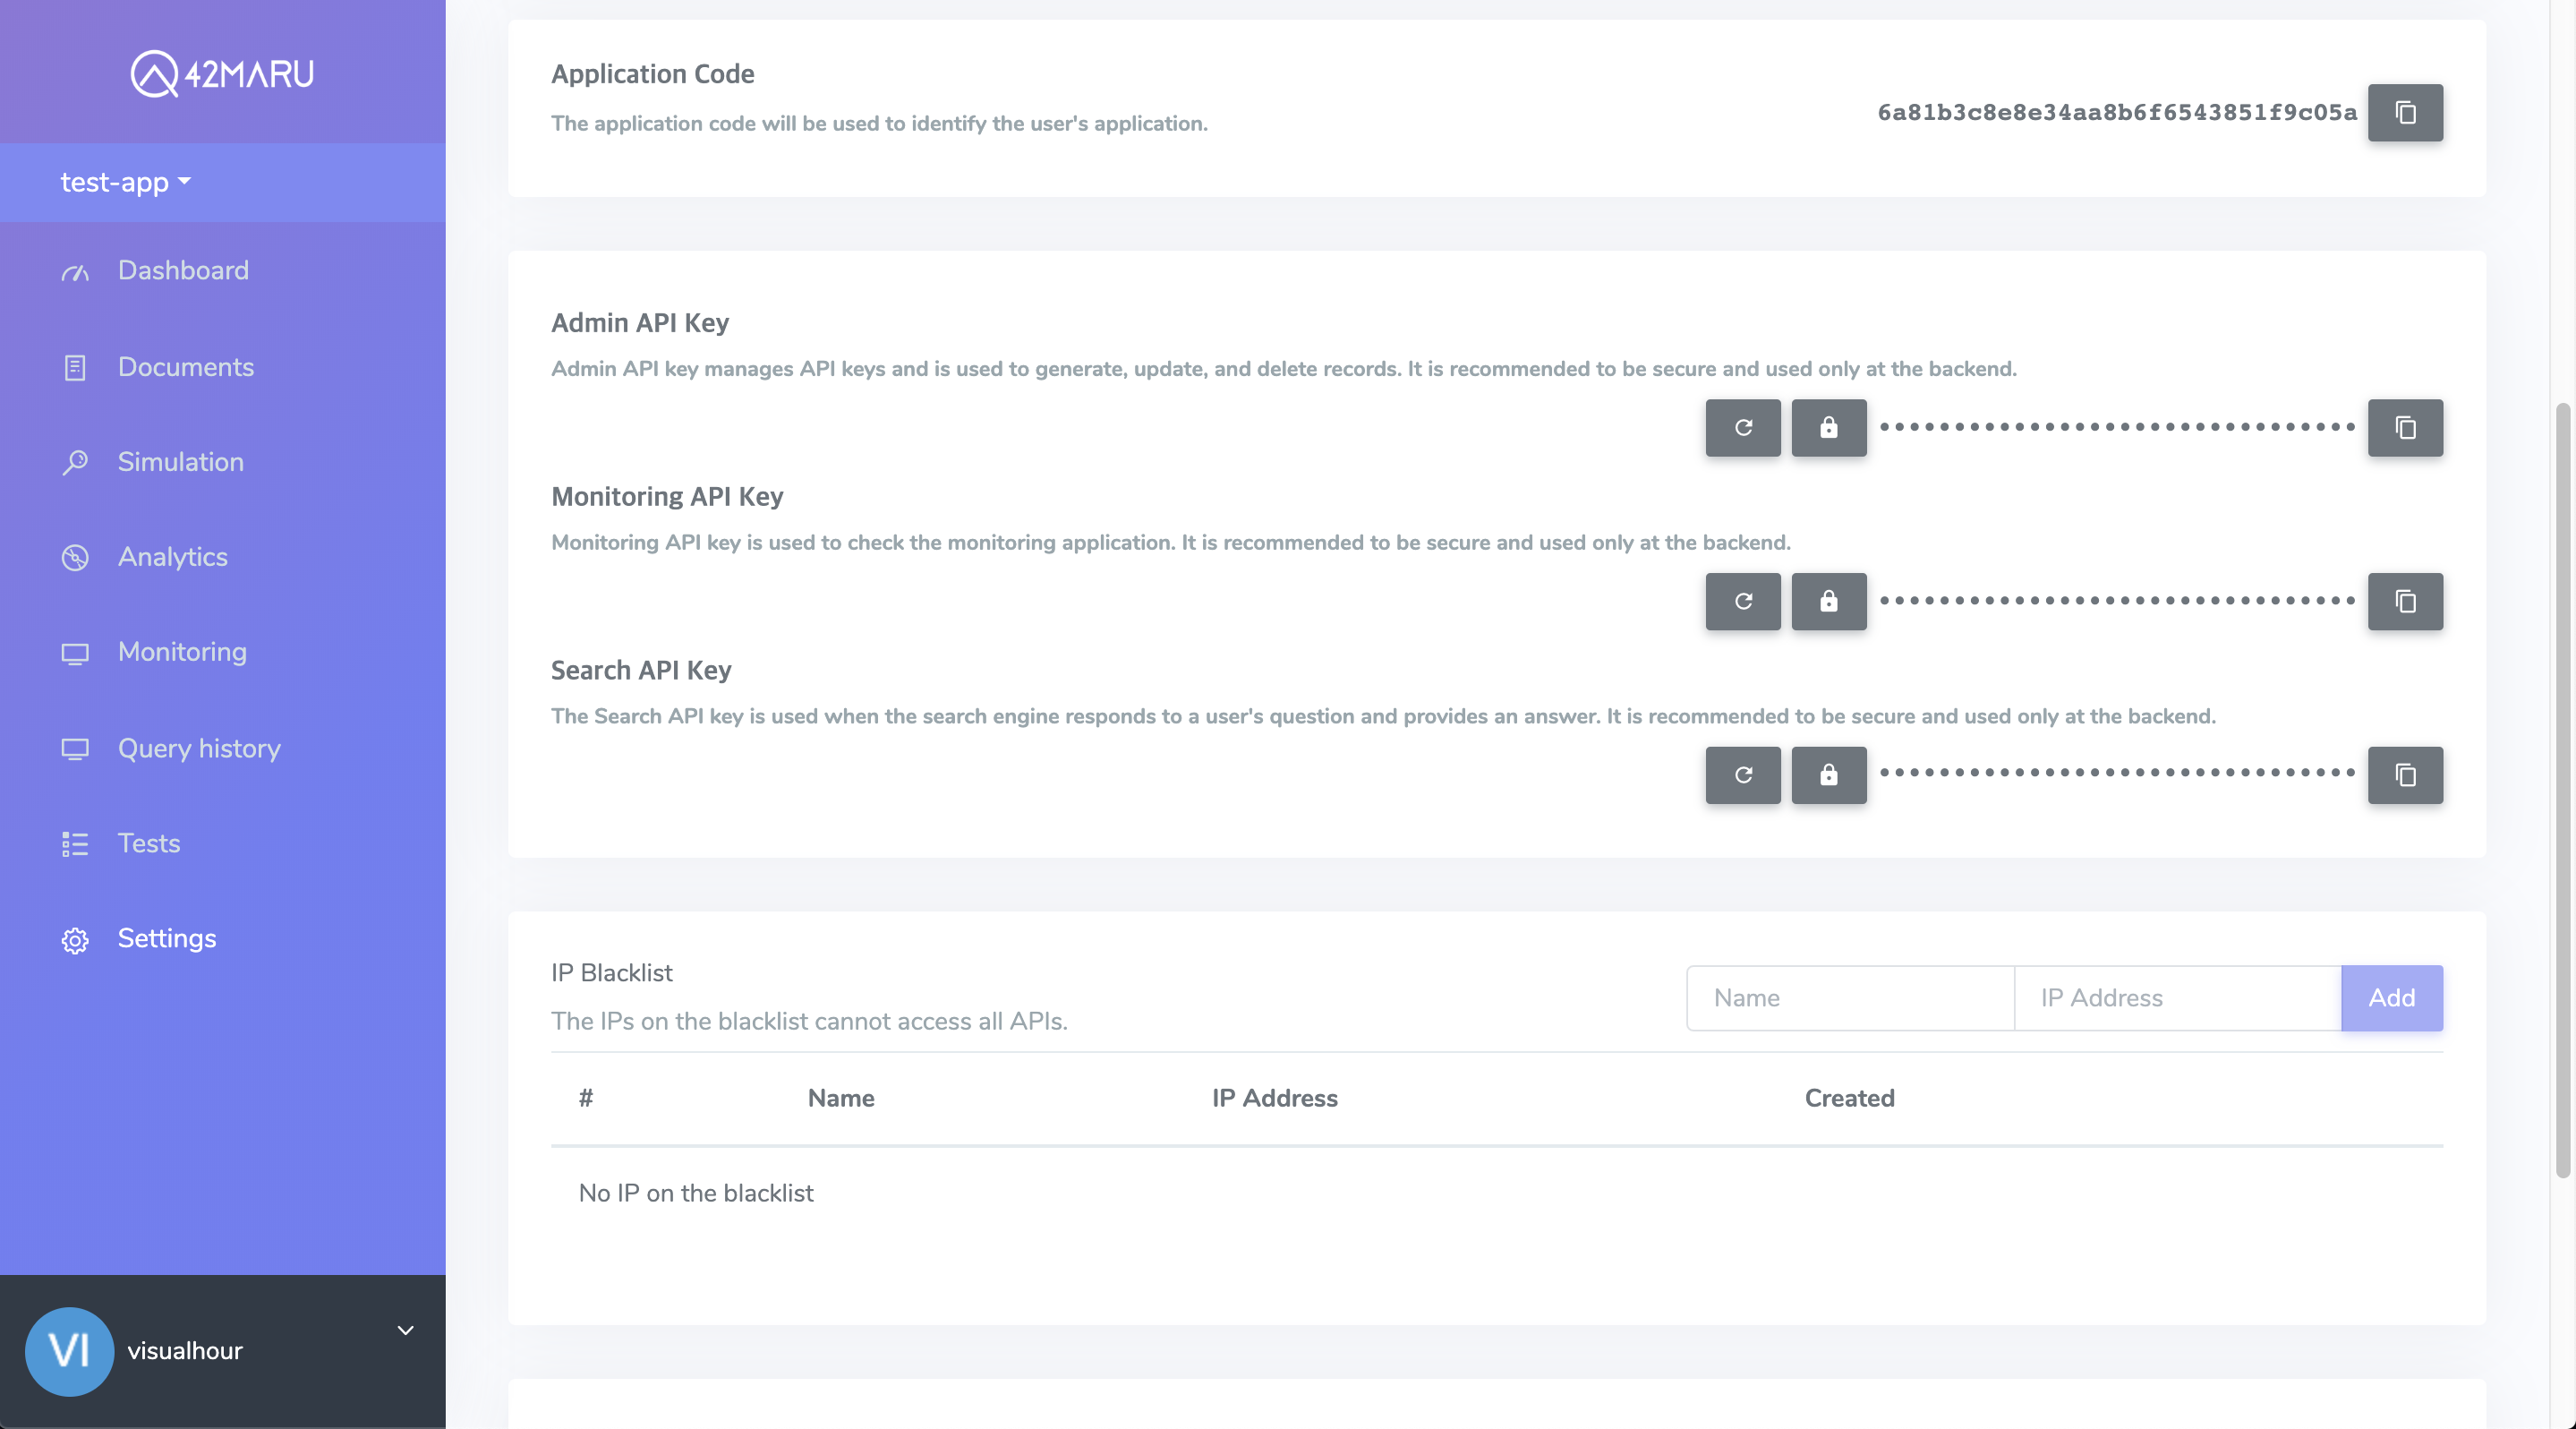 42MARU
test-app
Dashboard
Documents
Simulation
Analytics
Monitoring
Query history
Tests
Settings
VI visualhour
Application Code
The application code will be used to identify the user's application.
6a81b3c8e8e34aa8b6f6543851f9c05a
Admin API Key
Admin API key manages API keys and is used to generate, update, and delete records. It is recommended to be secure and used only at the backend.
Monitoring API Key
Monitoring API key is used to check the monitoring application. It is recommended to be secure and used only at the backend.
Search API Key
The Search API key is used when the search engine responds to a user's question and provides an answer. It is recommended to be secure and used only at the backend.
IP Blacklist
The IPs on the blacklist cannot access all APIs.
Name IP Address Add
# Name IP Address Created
No IP on the blacklist